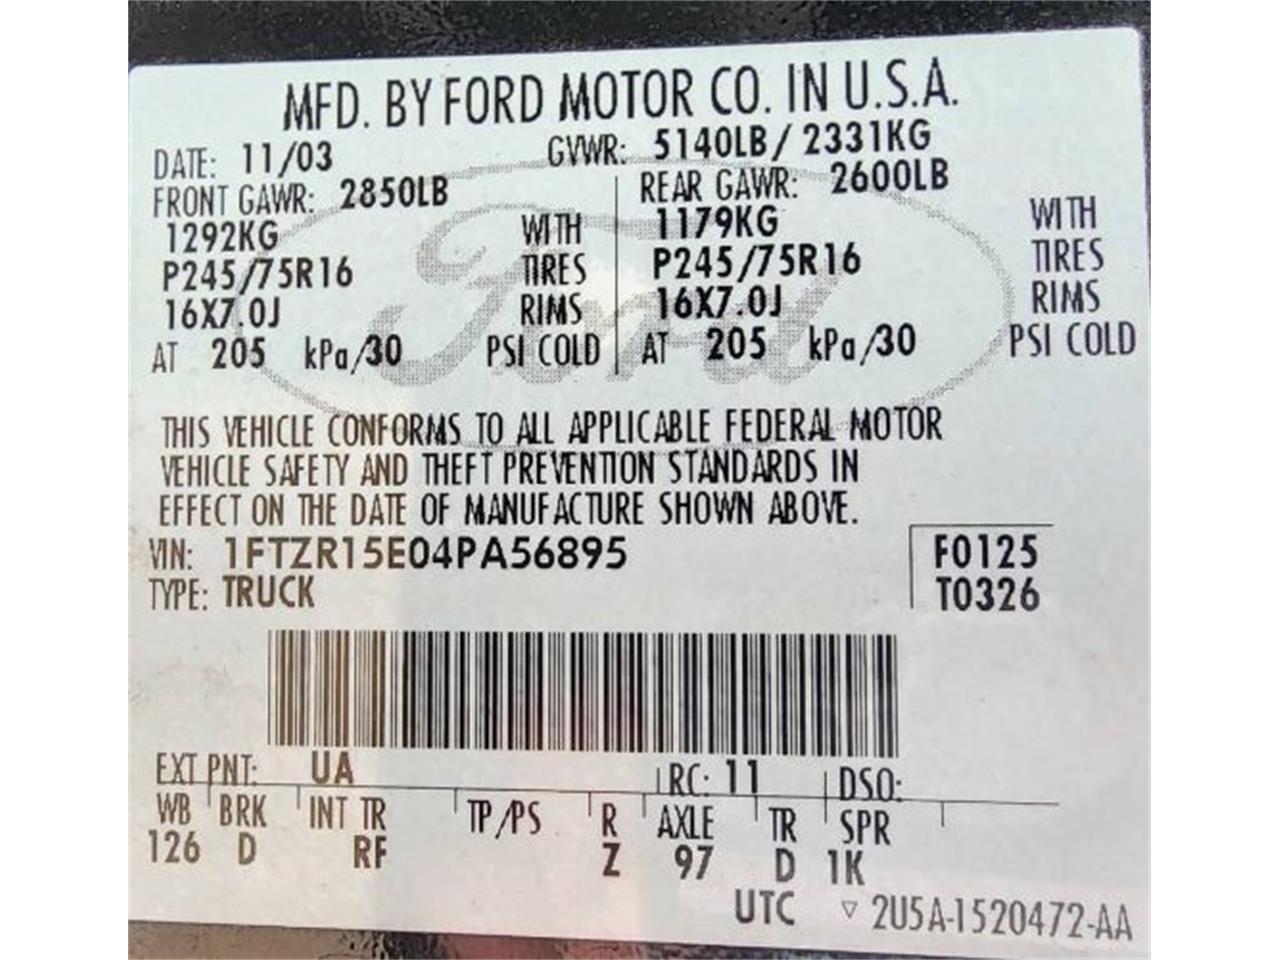 MFD. BY FORD MOTOR CO. IN U.S.A.
DATE: 11/03 GVWR: 5140LB / 2331KG
FRONT GAWR: 2850LB REAR GAWR: 2600LB
1292KG WITH 1179KG WITH
P245/75R16 TIRES P245/75R16 TIRES
16X7.0J RIMS 16X7.0J RIMS
AT 205 kPa/30 PSI COLD AT 205 kPa/30 PSI COLD
Ford
THIS VEHICLE CONFORMS TO ALL APPLICABLE FEDERAL MOTOR
VEHICLE SAFETY AND THEFT PREVENTION STANDARDS IN
EFFECT ON THE DATE OF MANUFACTURE SHOWN ABOVE.
VIN: 1FTZR15E04PA56895 F0125
TYPE: TRUCK T0326
EXT PNT: UA RC: 11 DSO:
WB BRK INT TR TP/PS R AXLE TR SPR
126 D RF Z 97 D 1K
UTC ▽ 2U5A-1520472-AA